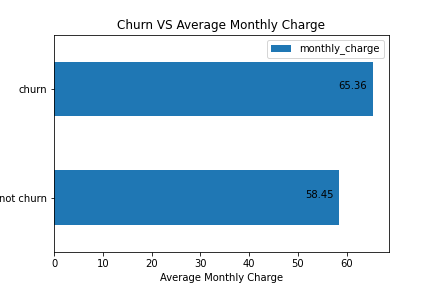 Churn VS Average Monthly Charge
monthly_charge
churn
65.36
not churn
58.45
0 10 20 30 40 50 60
Average Monthly Charge